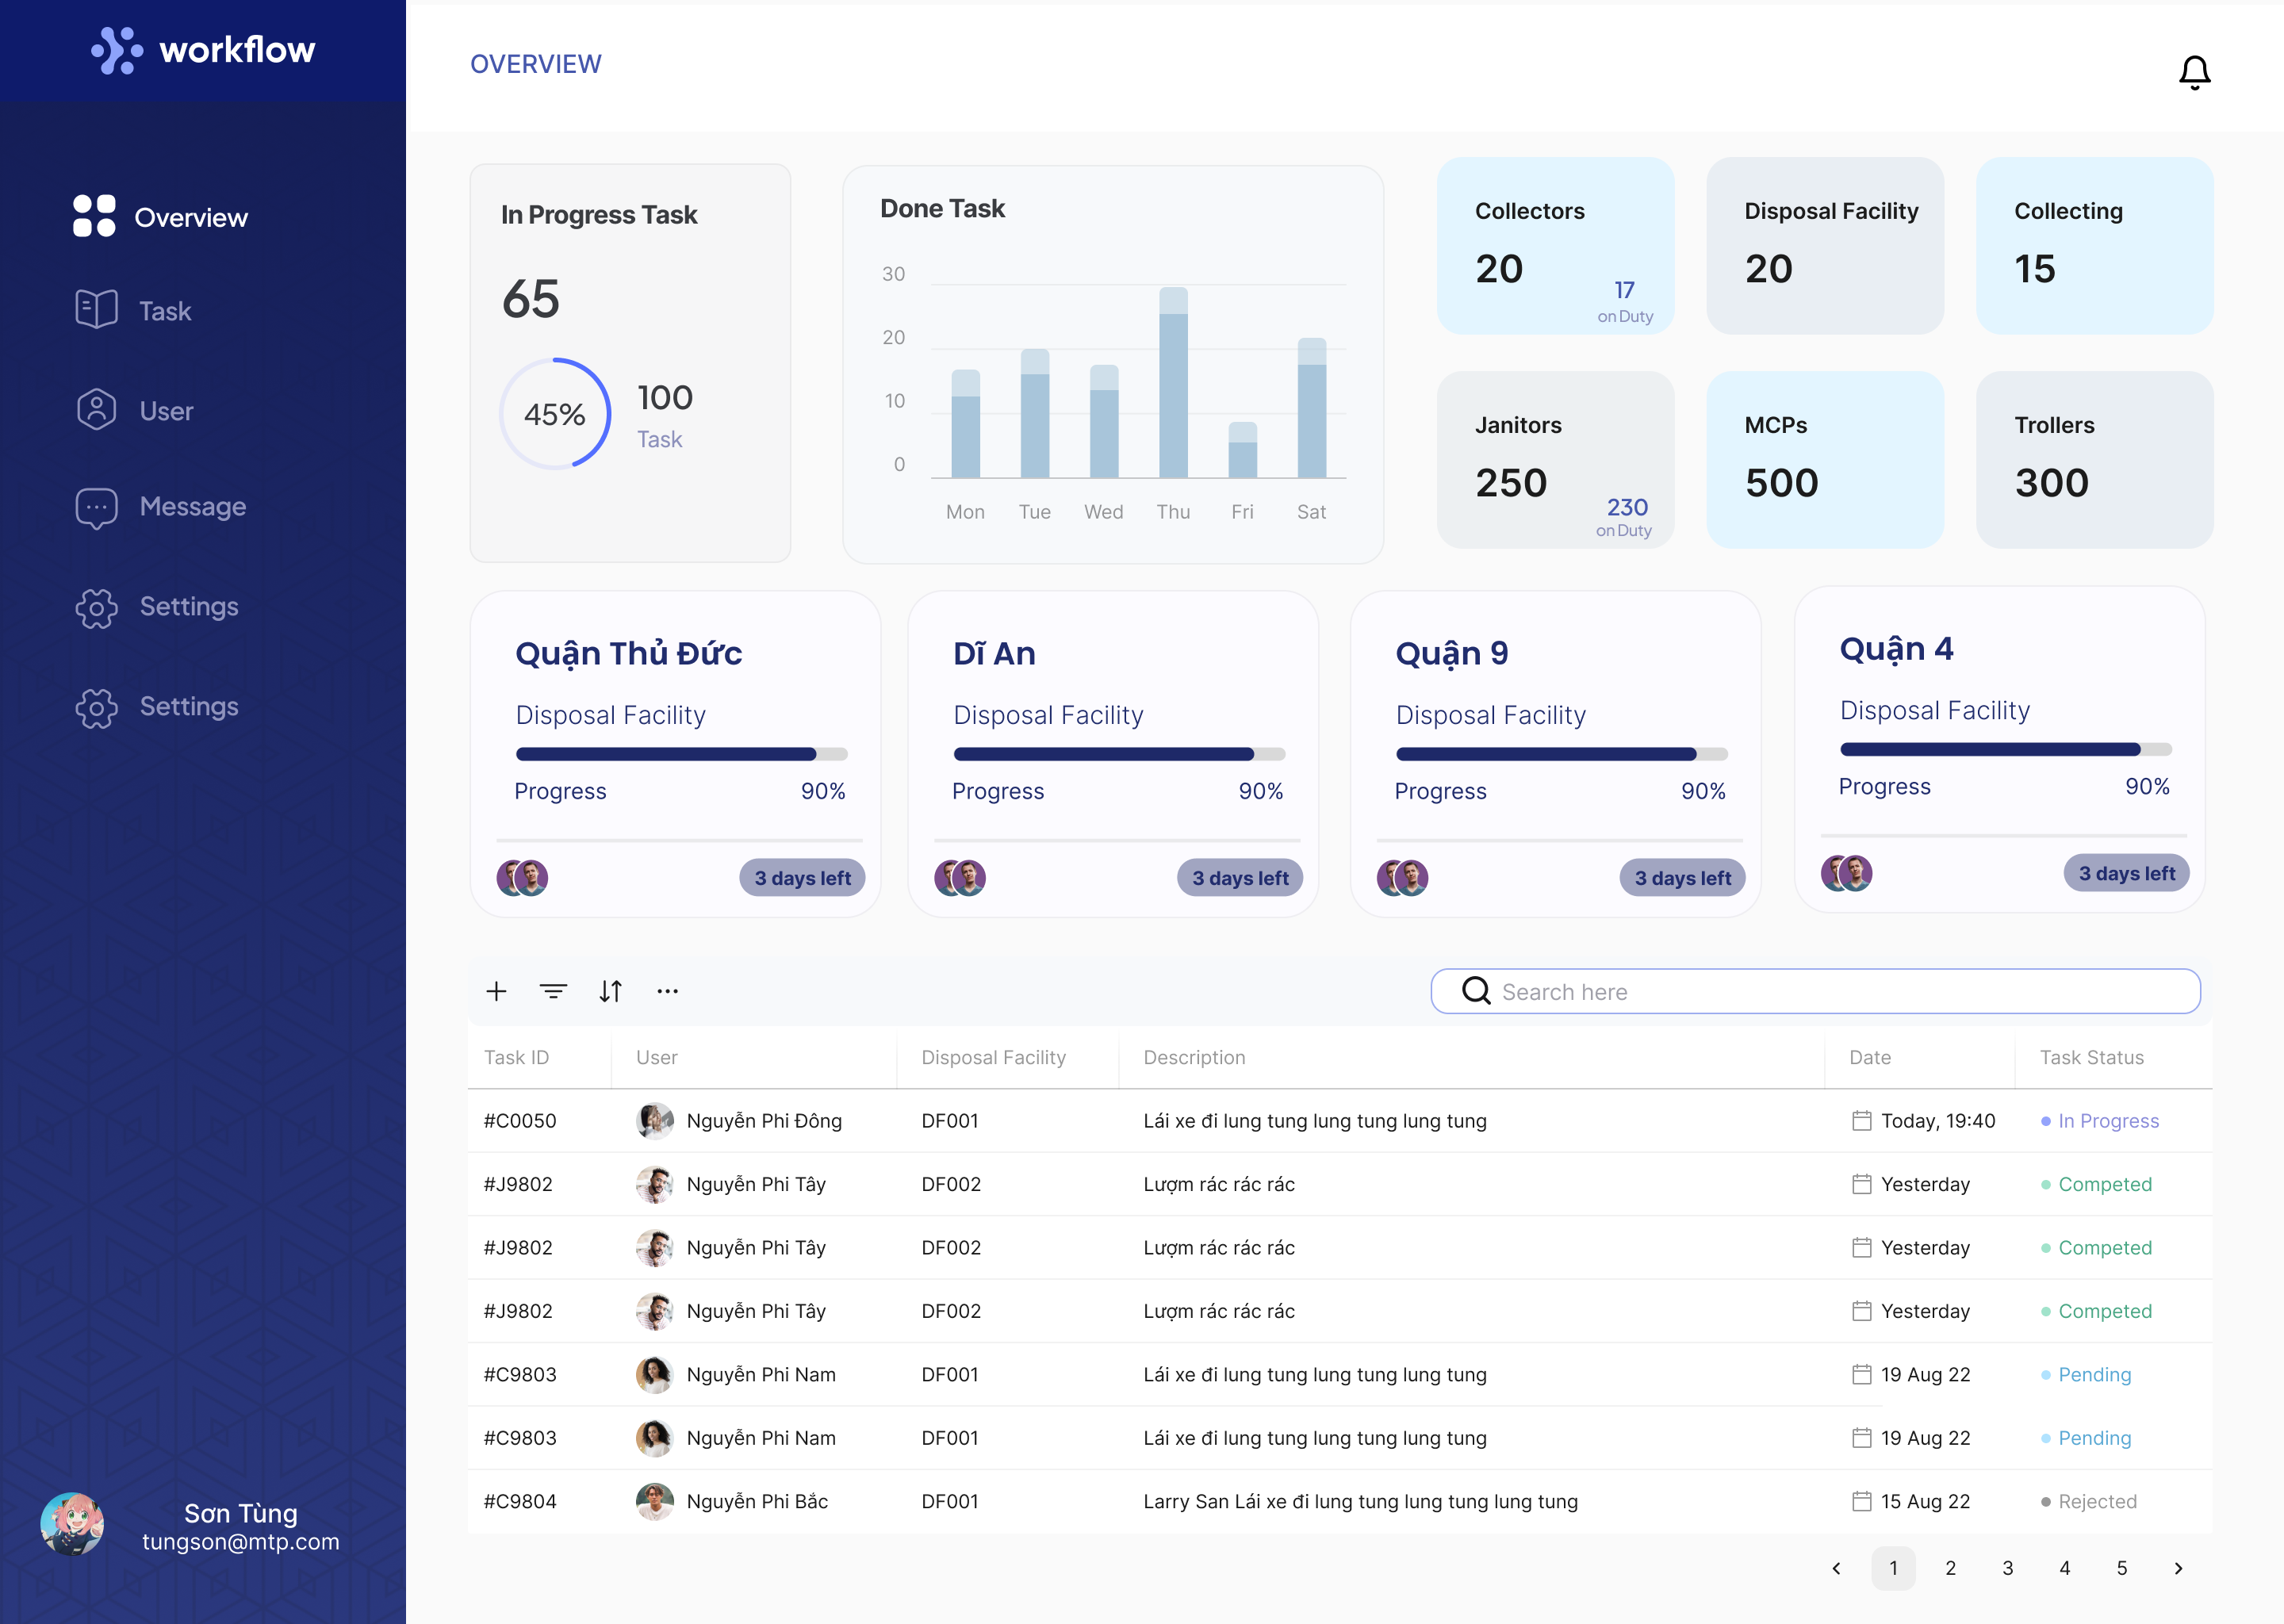 workflow
Overview
Task
User
Message
Settings
Settings
Sơn Tùng
tungson@mtp.com
OVERVIEW
In Progress Task
65
45%
100
Task
Done Task
30
20
10
0
Mon Tue Wed Thu Fri Sat
Collectors
20
17
on Duty
Disposal Facility
20
Collecting
15
Janitors
250
230
on Duty
MCPs
500
Trollers
300
Quận Thủ Đức
Disposal Facility
Progress 90%
3 days left
Dĩ An
Disposal Facility
Progress 90%
3 days left
Quận 9
Disposal Facility
Progress 90%
3 days left
Quận 4
Disposal Facility
Progress 90%
3 days left
Search here
Task ID User Disposal Facility Description Date Task Status
#C0050 Nguyễn Phi Đông DF001 Lái xe đi lung tung lung tung lung tung Today, 19:40 In Progress
#J9802 Nguyễn Phi Tây DF002 Lượm rác rác rác Yesterday Competed
#J9802 Nguyễn Phi Tây DF002 Lượm rác rác rác Yesterday Competed
#J9802 Nguyễn Phi Tây DF002 Lượm rác rác rác Yesterday Competed
#C9803 Nguyễn Phi Nam DF001 Lái xe đi lung tung lung tung lung tung 19 Aug 22 Pending
#C9803 Nguyễn Phi Nam DF001 Lái xe đi lung tung lung tung lung tung 19 Aug 22 Pending
#C9804 Nguyễn Phi Bắc DF001 Larry San Lái xe đi lung tung lung tung lung tung 15 Aug 22 Rejected
1 2 3 4 5